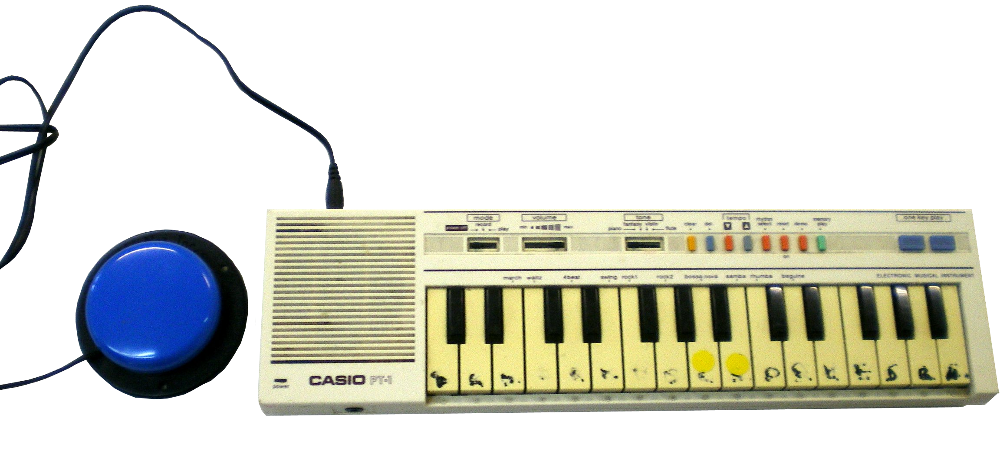 mode volume tone tempo one key play
power off record play min max piano fantasy violin flute clear del. rhythm select reset demo memory play
on
march waltz 4beat swing rock1 rock2 bossa nova samba rhumba beguine ELECTRONIC MUSICAL INSTRUMENT
power CASIO PT-1